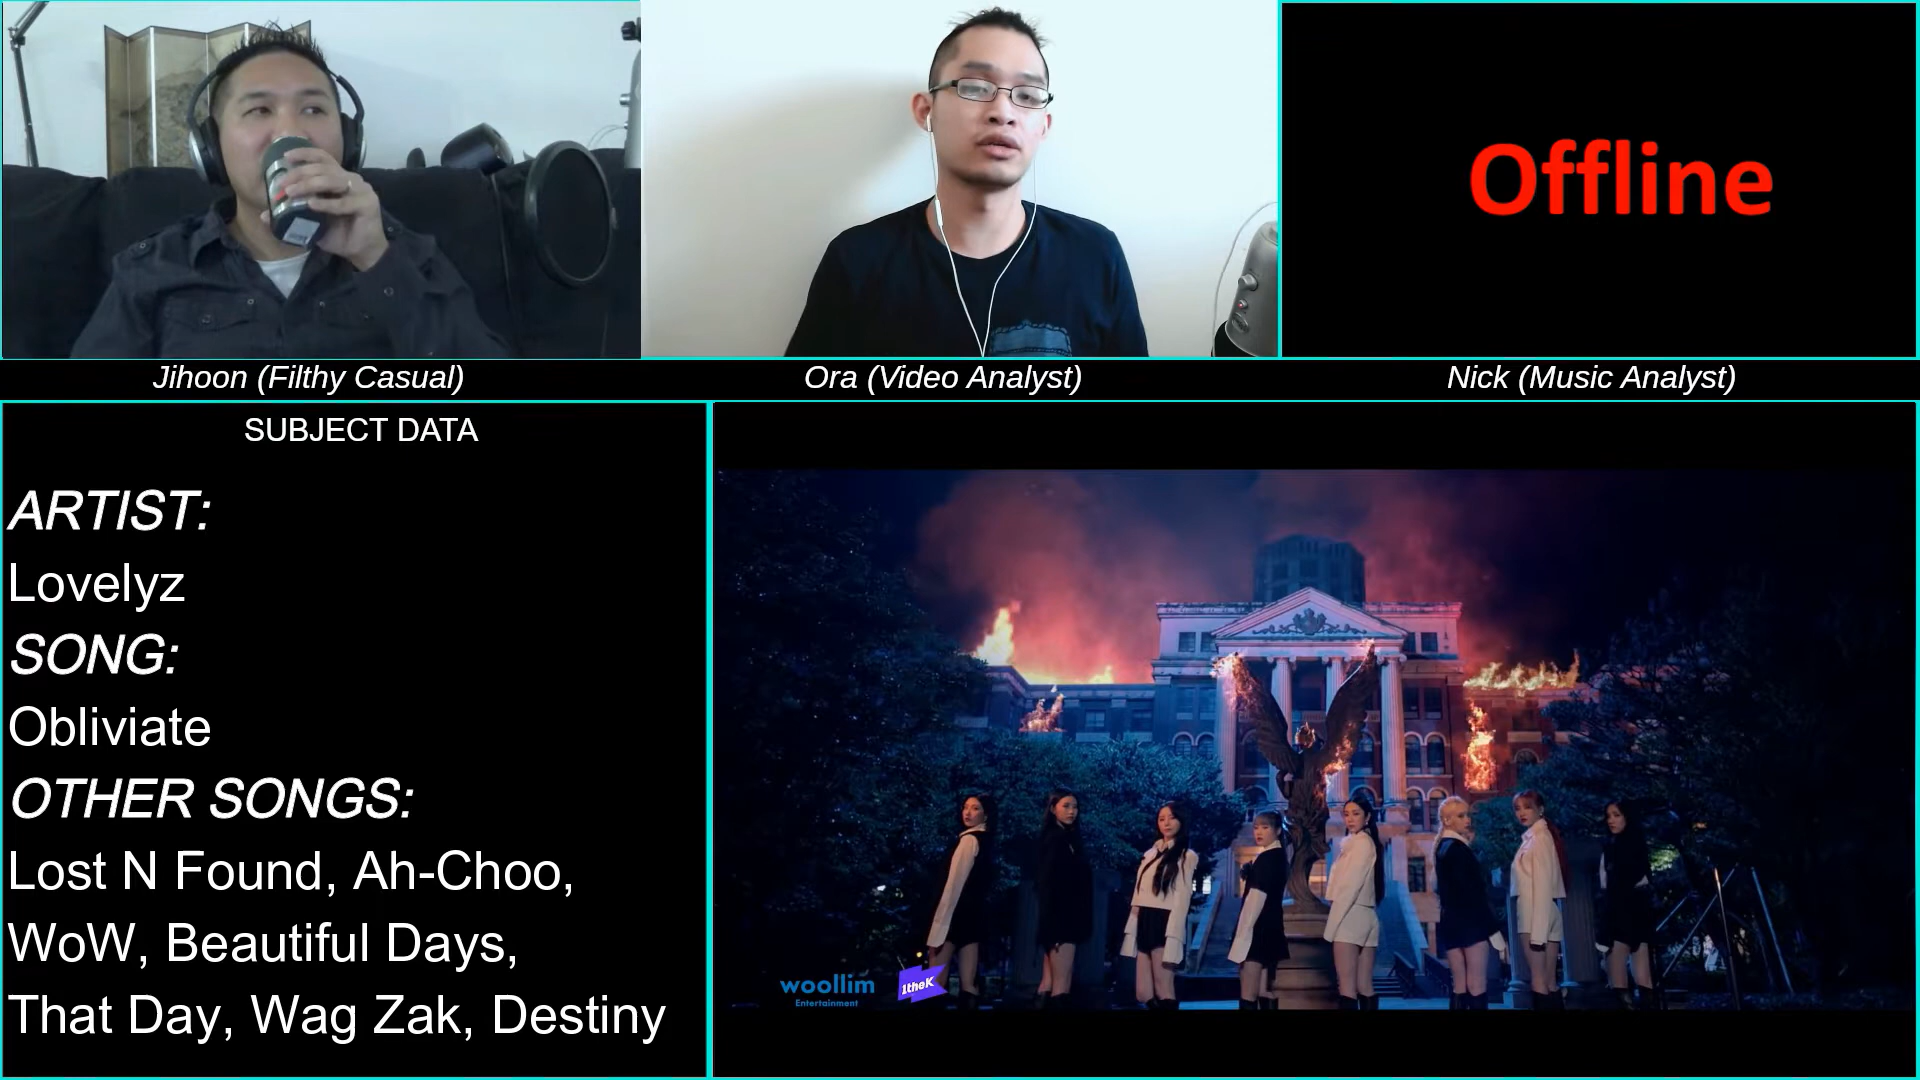 Offline
Jihoon (Filthy Casual)
Ora (Video Analyst)
Nick (Music Analyst)
SUBJECT DATA
ARTIST:
Lovelyz
SONG:
Obliviate
OTHER SONGS:
Lost N Found, Ah-Choo,
WoW, Beautiful Days,
That Day, Wag Zak, Destiny
woollim
Entertainment
1theK